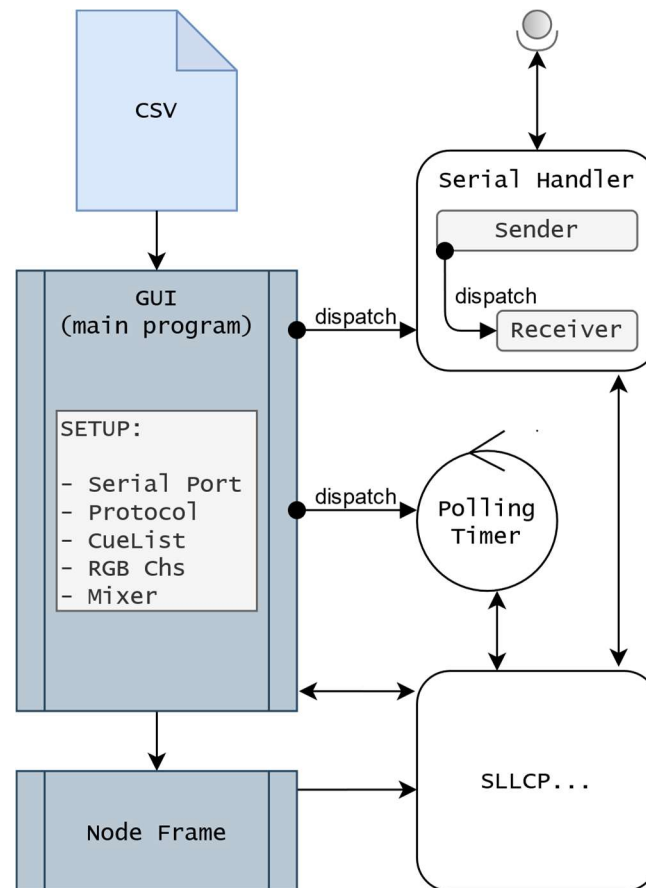 CSV
GUI
(main program)
SETUP:
- Serial Port
- Protocol
- CueList
- RGB Chs
- Mixer
dispatch
Serial Handler
Sender
dispatch
Receiver
dispatch
Polling
Timer
SLLCP...
Node Frame